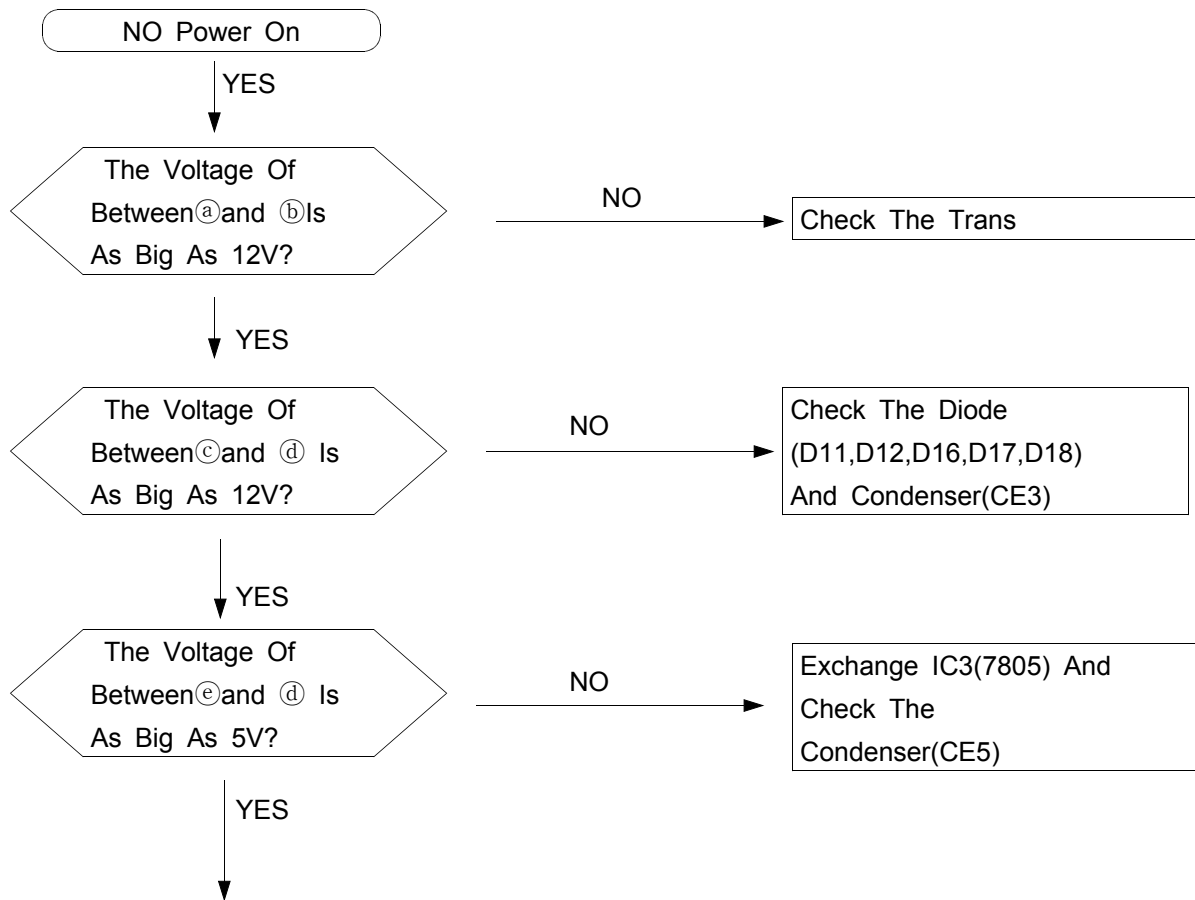 NO Power On
YES
The Voltage Of
Betweenⓐand ⓑIs
As Big As 12V?
NO
Check The Trans
YES
The Voltage Of
Betweenⓒand ⓓ Is
As Big As 12V?
NO
Check The Diode
(D11,D12,D16,D17,D18)
And Condenser(CE3)
YES
The Voltage Of
Betweenⓔand ⓓ Is
As Big As 5V?
NO
Exchange IC3(7805) And
Check The
Condenser(CE5)
YES